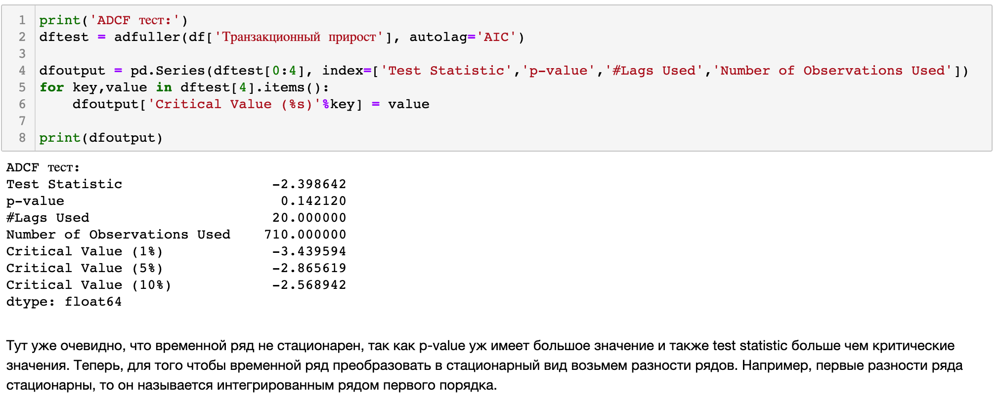 1 print('ADCF тест:')
2 dftest = adfuller(df['Транзакционный прирост'], autolag='AIC')
3
4 dfoutput = pd.Series(dftest[0:4], index=['Test Statistic','p-value','#Lags Used','Number of Observations Used'])
5 for key,value in dftest[4].items():
6     dfoutput['Critical Value (%s)'%key] = value
7
8 print(dfoutput)
ADCF тест:
Test Statistic                  -2.398642
p-value                          0.142120
#Lags Used                      20.000000
Number of Observations Used    710.000000
Critical Value (1%)             -3.439594
Critical Value (5%)             -2.865619
Critical Value (10%)            -2.568942
dtype: float64
Тут уже очевидно, что временной ряд не стационарен, так как p-value уж имеет большое значение и также test statistic больше чем критические
значения. Теперь, для того чтобы временной ряд преобразовать в стационарный вид возьмем разности рядов. Например, первые разности ряда
стационарны, то он называется интегрированным рядом первого порядка.